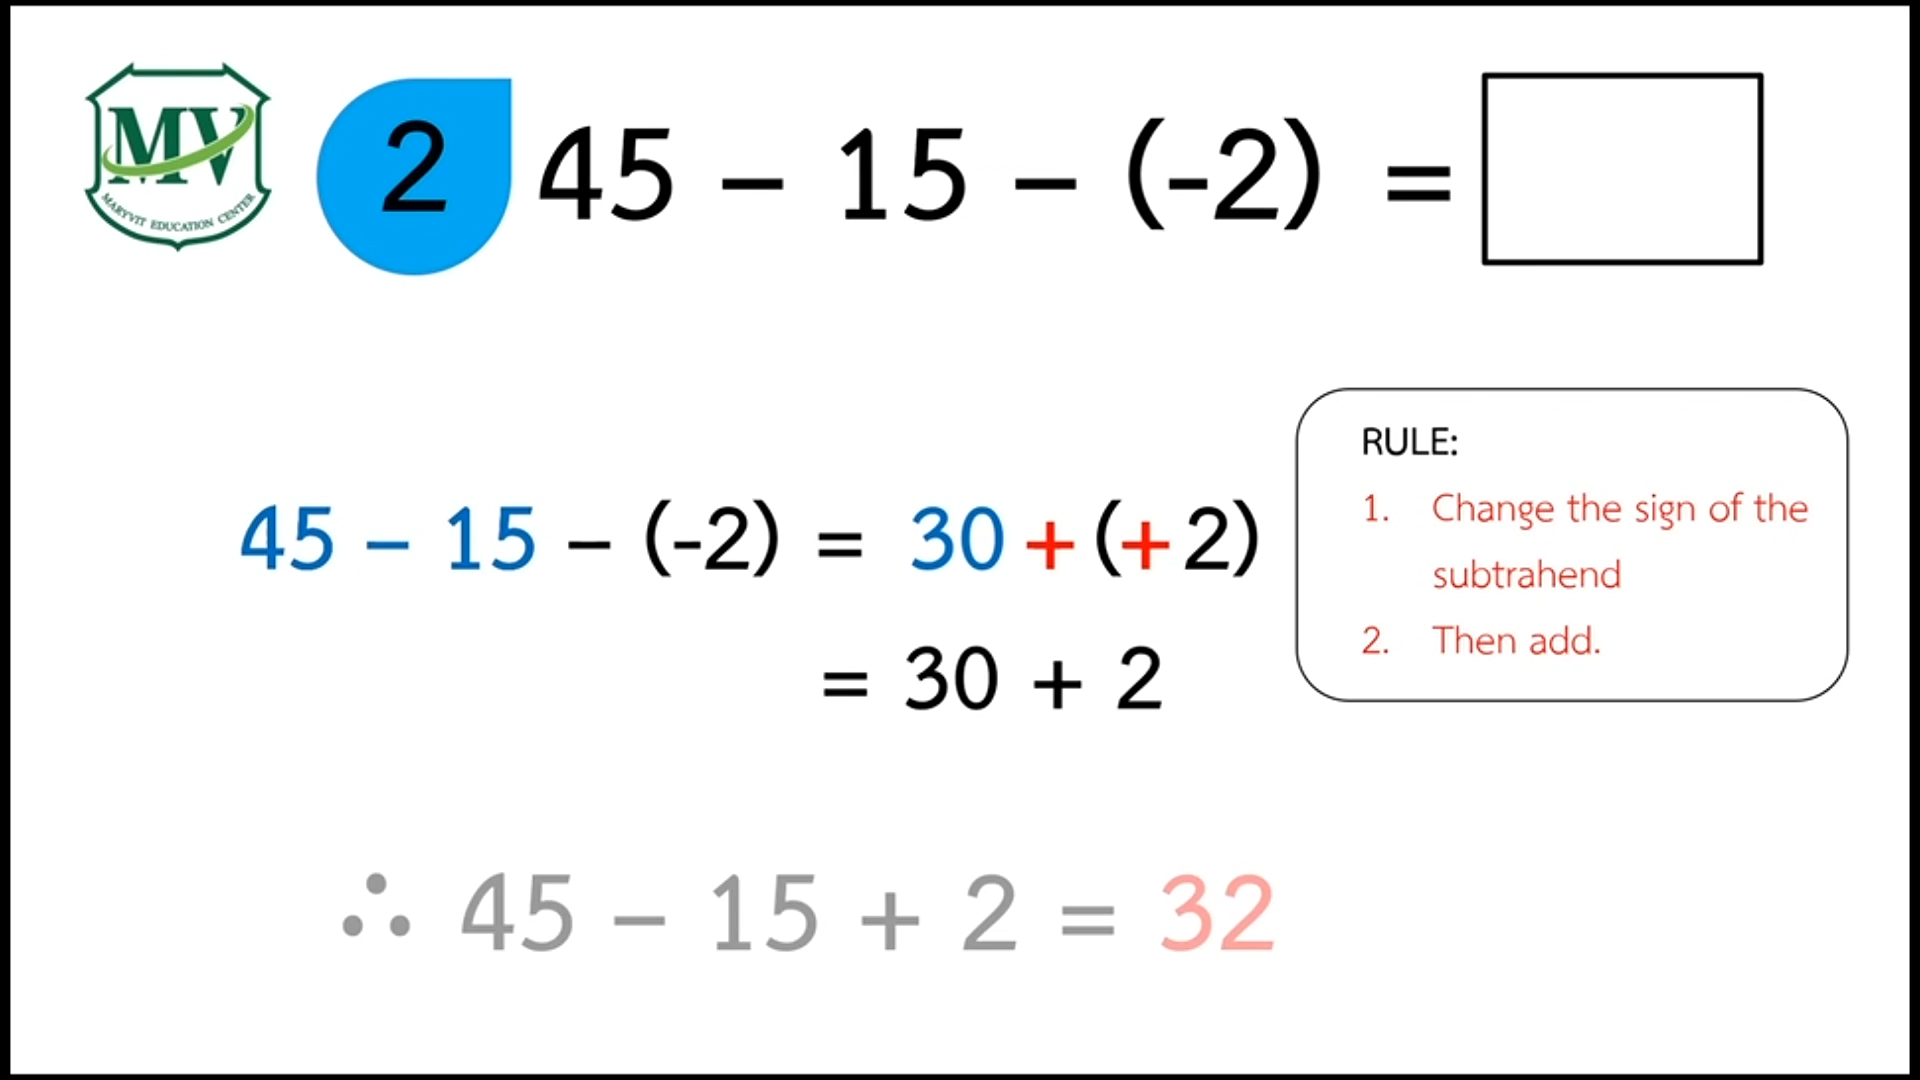 MV
MARYVIT EDUCATION CENTER
2 45 – 15 – (-2) =
45 – 15 – (-2) = 30 + (+2)
= 30 + 2
RULE:
1. Change the sign of the
subtrahend
2. Then add.
∴ 45 – 15 + 2 = 32